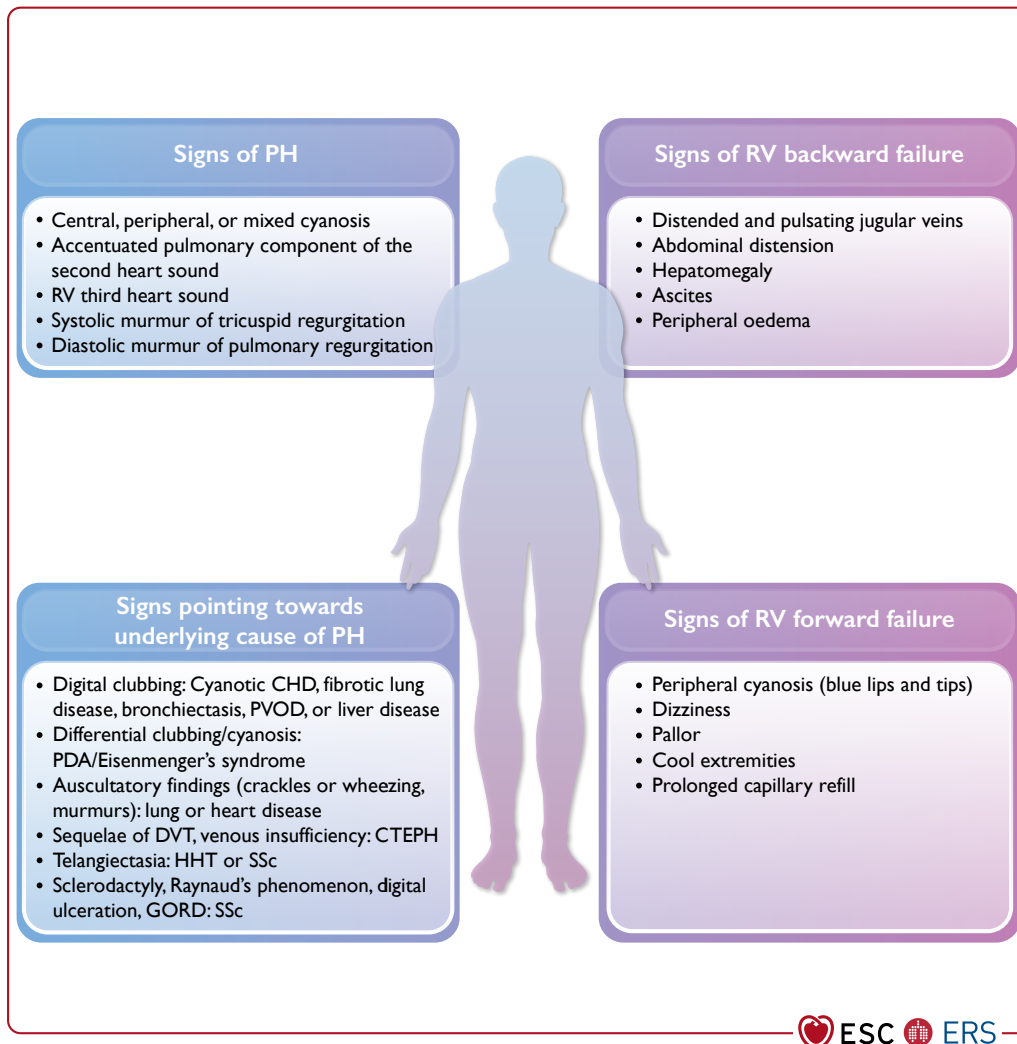 Signs of PH
• Central, peripheral, or mixed cyanosis
• Accentuated pulmonary component of the
second heart sound
• RV third heart sound
• Systolic murmur of tricuspid regurgitation
• Diastolic murmur of pulmonary regurgitation
Signs of RV backward failure
• Distended and pulsating jugular veins
• Abdominal distension
• Hepatomegaly
• Ascites
• Peripheral oedema
Signs pointing towards
underlying cause of PH
• Digital clubbing: Cyanotic CHD, fibrotic lung
disease, bronchiectasis, PVOD, or liver disease
• Differential clubbing/cyanosis:
PDA/Eisenmenger's syndrome
• Auscultatory findings (crackles or wheezing,
murmurs): lung or heart disease
• Sequelae of DVT, venous insufficiency: CTEPH
• Telangiectasia: HHT or SSc
• Sclerodactyly, Raynaud's phenomenon, digital
ulceration, GORD: SSc
Signs of RV forward failure
• Peripheral cyanosis (blue lips and tips)
• Dizziness
• Pallor
• Cool extremities
• Prolonged capillary refill
ESC ERS